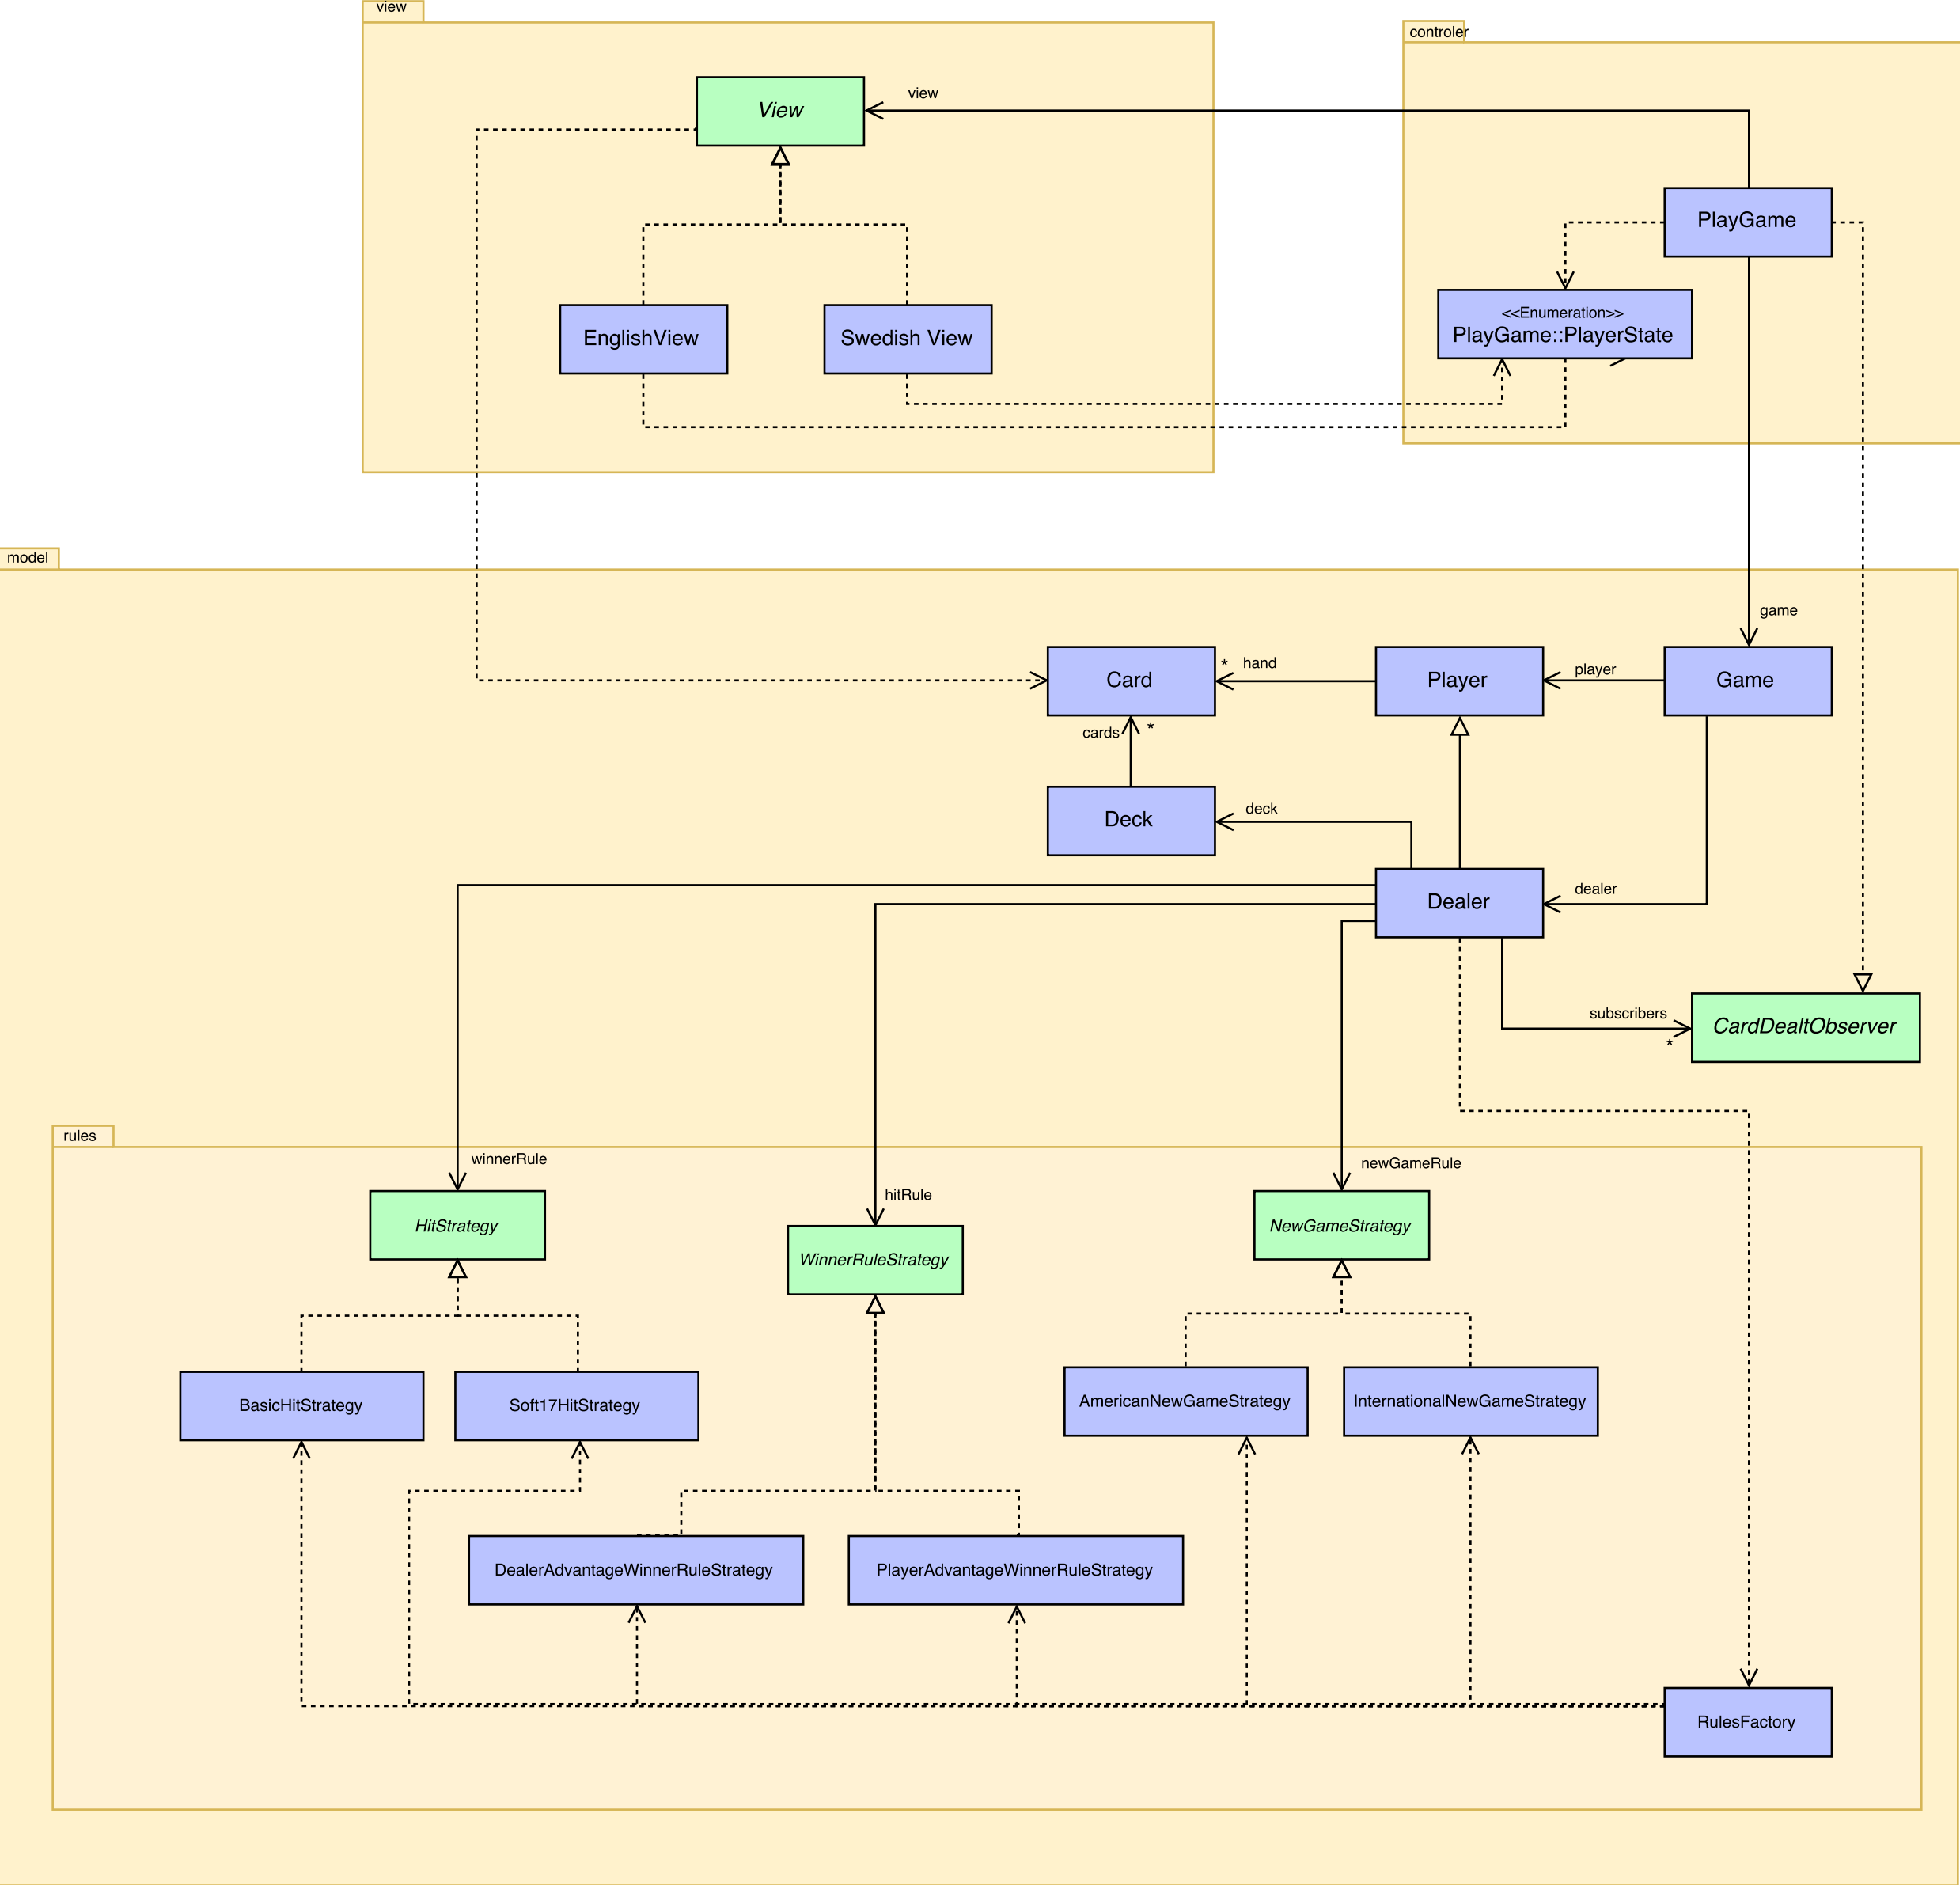 view
controler
View
view
PlayGame
<<Enumeration>>
PlayGame::PlayerState
EnglishView
Swedish View
model
game
Card
* hand
Player
player
Game
cards
*
Deck
deck
Dealer
dealer
subscribers
*
CardDealtObserver
rules
winnerRule
newGameRule
hitRule
HitStrategy
WinnerRuleStrategy
NewGameStrategy
BasicHitStrategy
Soft17HitStrategy
AmericanNewGameStrategy
InternationalNewGameStrategy
DealerAdvantageWinnerRuleStrategy
PlayerAdvantageWinnerRuleStrategy
RulesFactory